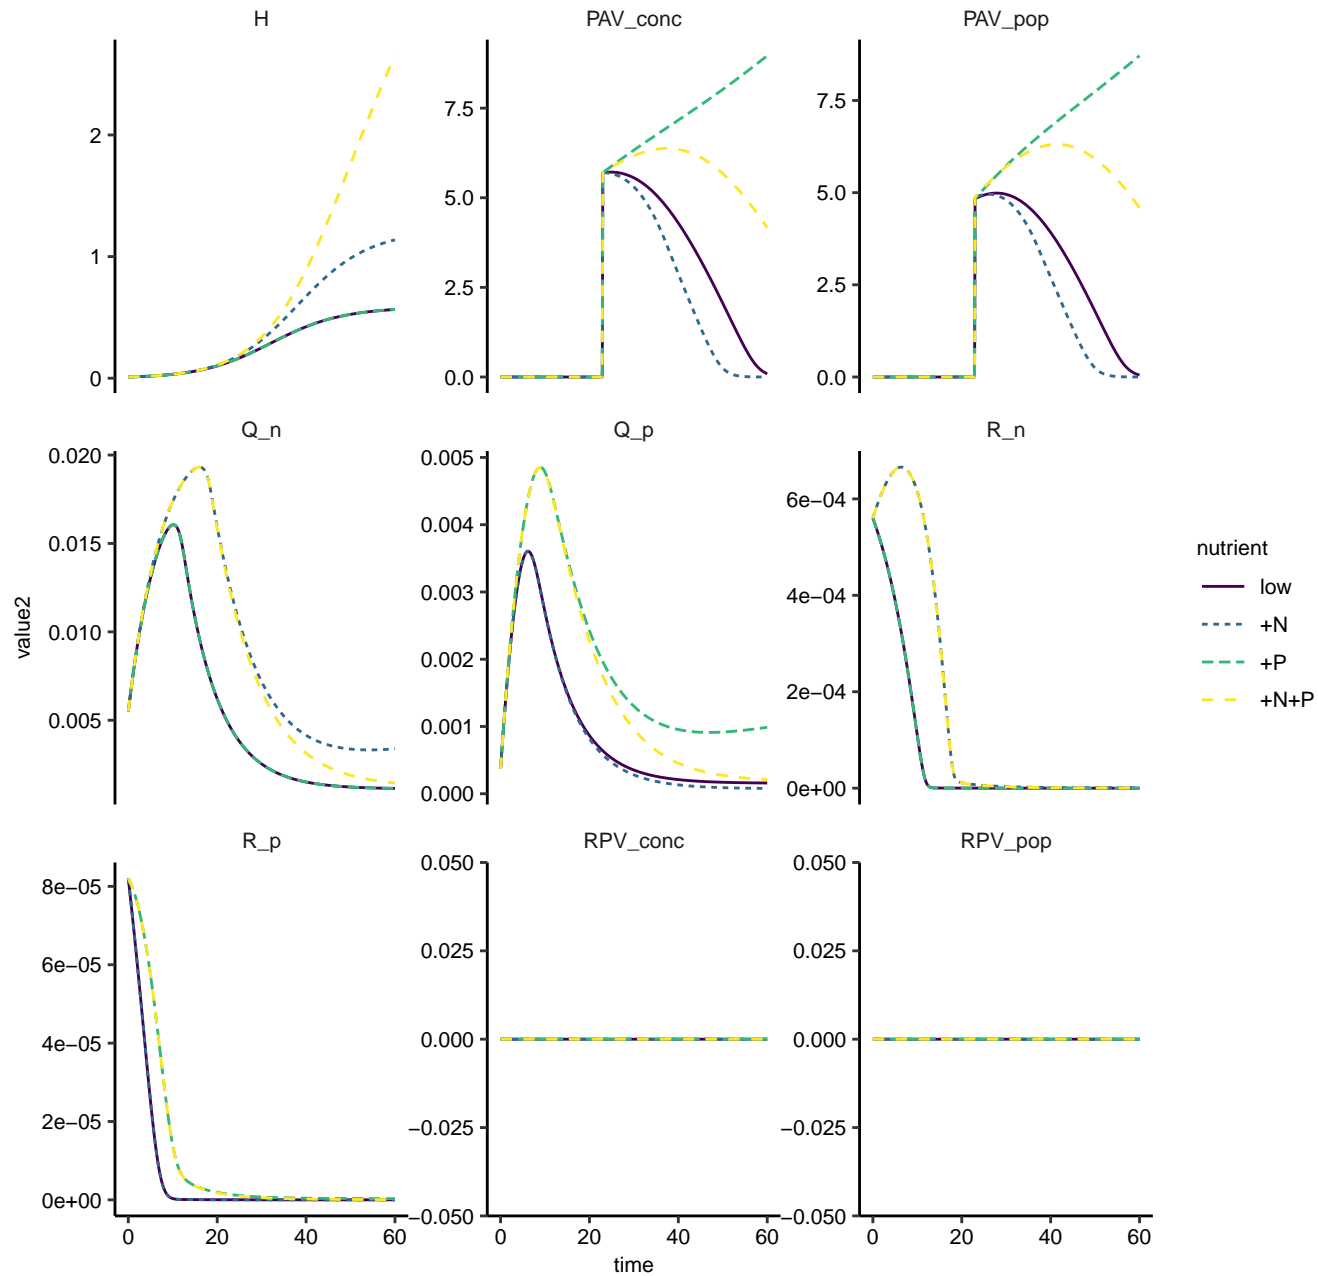 H
PAV_conc
PAV_pop
2
1
0
7.5
5.0
2.5
0.0
7.5
5.0
2.5
0.0
Q_n
Q_p
R_n
0.020
0.015
0.010
0.005
0.005
0.004
0.003
0.002
0.001
0.000
6e−04
4e−04
2e−04
0e+00
R_p
RPV_conc
RPV_pop
8e−05
6e−05
4e−05
2e−05
0e+00
0.050
0.025
0.000
−0.025
−0.050
0.050
0.025
0.000
−0.025
−0.050
0 20 40 60
0 20 40 60
0 20 40 60
time
value2
nutrient
low
+N
+P
+N+P